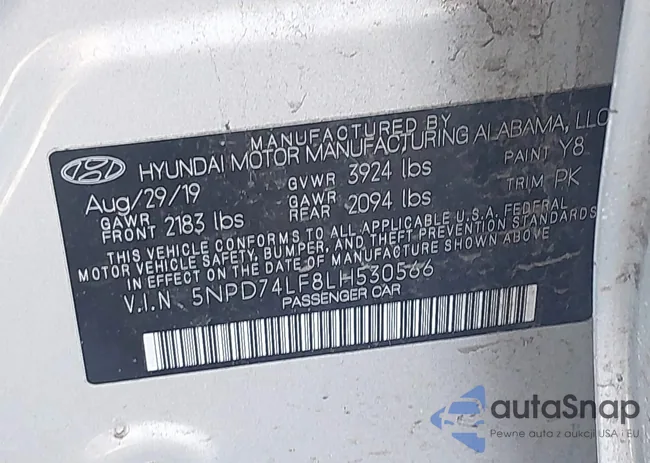 MANUFACTURED BY
HYUNDAI MOTOR MANUFACTURING ALABAMA, LLC
Aug/29/19 GVWR 3924 lbs PAINT Y8
GAWR FRONT 2183 lbs GAWR REAR 2094 lbs TRIM PK
THIS VEHICLE CONFORMS TO ALL APPLICABLE U.S.A. FEDERAL
MOTOR VEHICLE SAFETY, BUMPER, AND THEFT PREVENTION STANDARDS
IN EFFECT ON THE DATE OF MANUFACTURE SHOWN ABOVE
V.I.N. 5NPD74LF8LH530566
PASSENGER CAR
autaSnap
Pewne auta z aukcji USA i EU